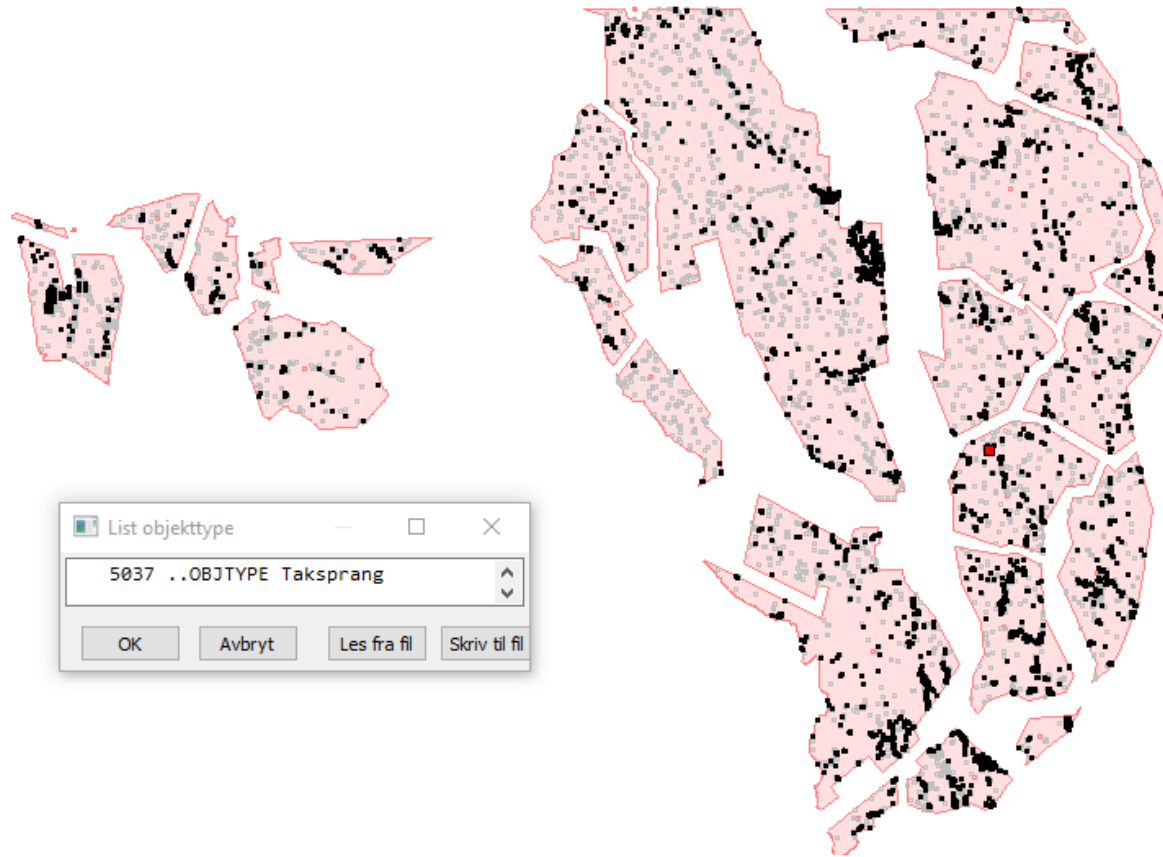 List objekttype
5037 ..OBJTYPE Taksprang
OK Avbryt Les fra fil Skriv til fil